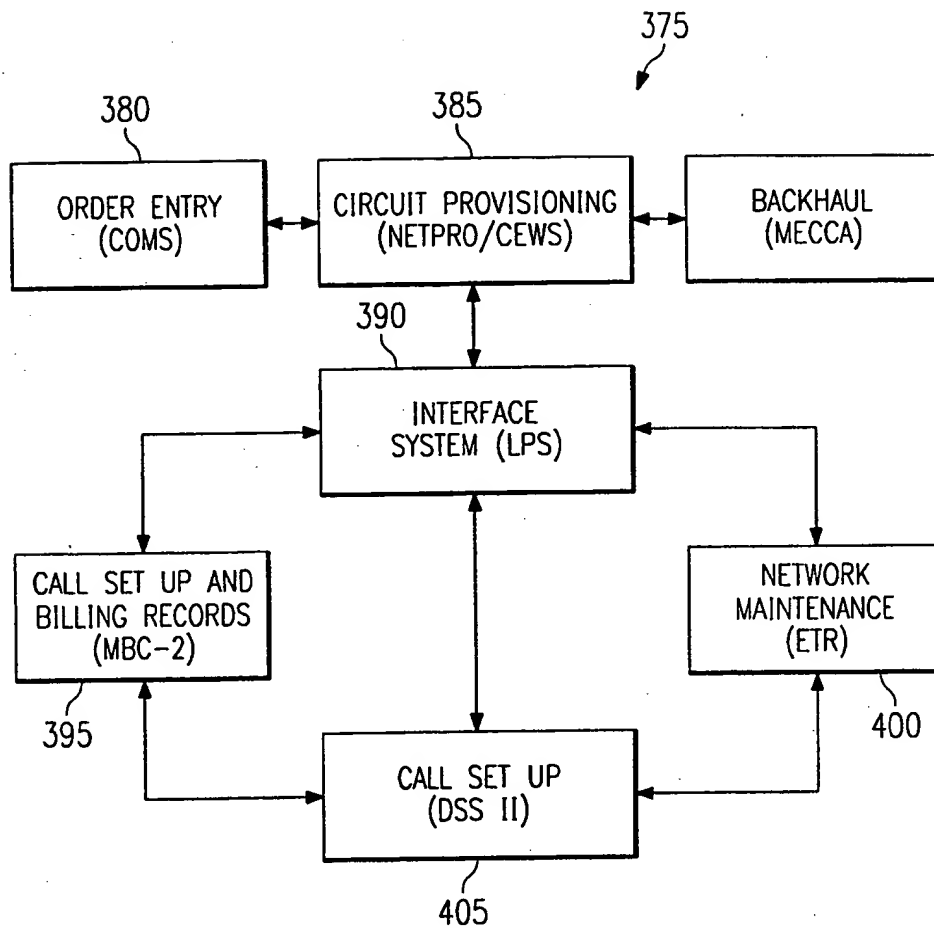 375
380
385
ORDER ENTRY
(COMS)
CIRCUIT PROVISIONING
(NETPRO/CEWS)
BACKHAUL
(MECCA)
390
INTERFACE
SYSTEM (LPS)
CALL SET UP AND
BILLING RECORDS
(MBC-2)
NETWORK
MAINTENANCE
(ETR)
395
400
CALL SET UP
(DSS II)
405